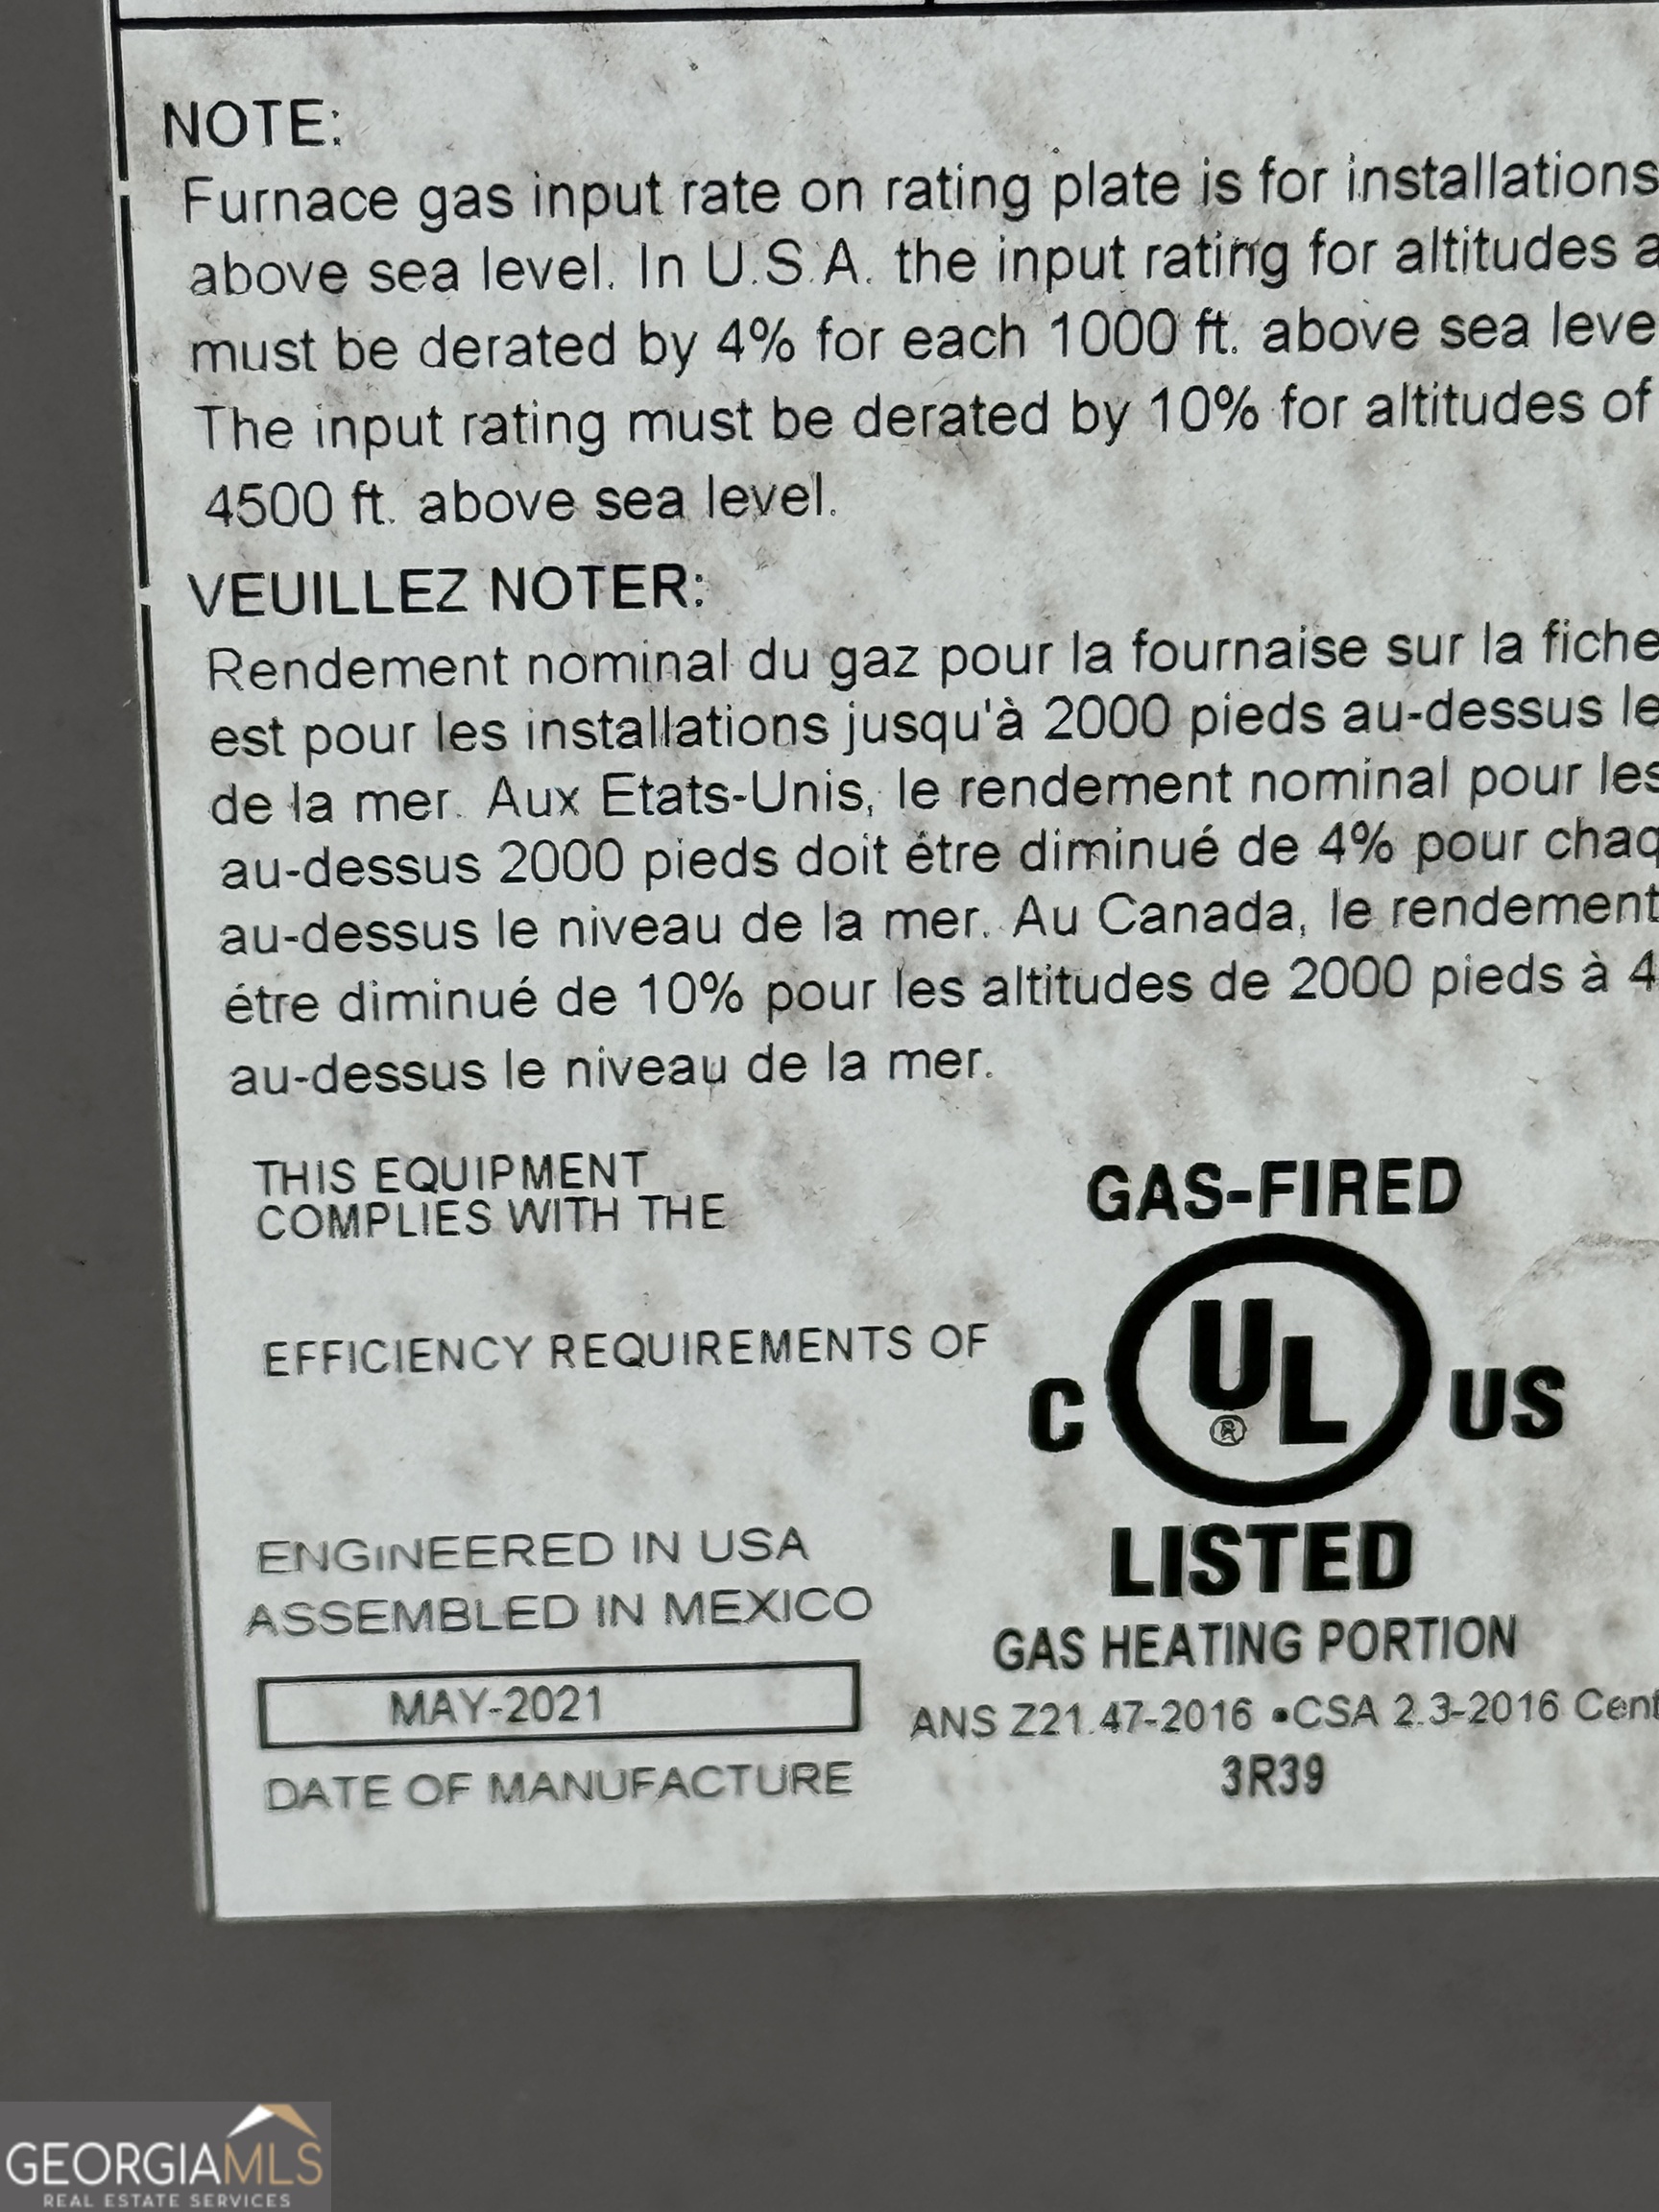 NOTE:
Furnace gas input rate on rating plate is for installations
above sea level. In U.S.A. the input rating for altitudes a
must be derated by 4% for each 1000 ft. above sea leve
The input rating must be derated by 10% for altitudes of
4500 ft. above sea level.
VEUILLEZ NOTER:
Rendement nominal du gaz pour la fournaise sur la fiche
est pour les installations jusqu'à 2000 pieds au-dessus le
de la mer. Aux Etats-Unis, le rendement nominal pour les
au-dessus 2000 pieds doit étre diminué de 4% pour chaq
au-dessus le niveau de la mer. Au Canada, le rendement
étre diminué de 10% pour les altitudes de 2000 pieds à 4
au-dessus le niveau de la mer.
THIS EQUIPMENT
COMPLIES WITH THE
EFFICIENCY REQUIREMENTS OF
ENGINEERED IN USA
ASSEMBLED IN MEXICO
MAY-2021
DATE OF MANUFACTURE
GAS-FIRED
C UL ® US
LISTED
GAS HEATING PORTION
ANS Z21.47-2016 •CSA 2.3-2016 Cent
3R39
GEORGIAMLS
REAL ESTATE SERVICES